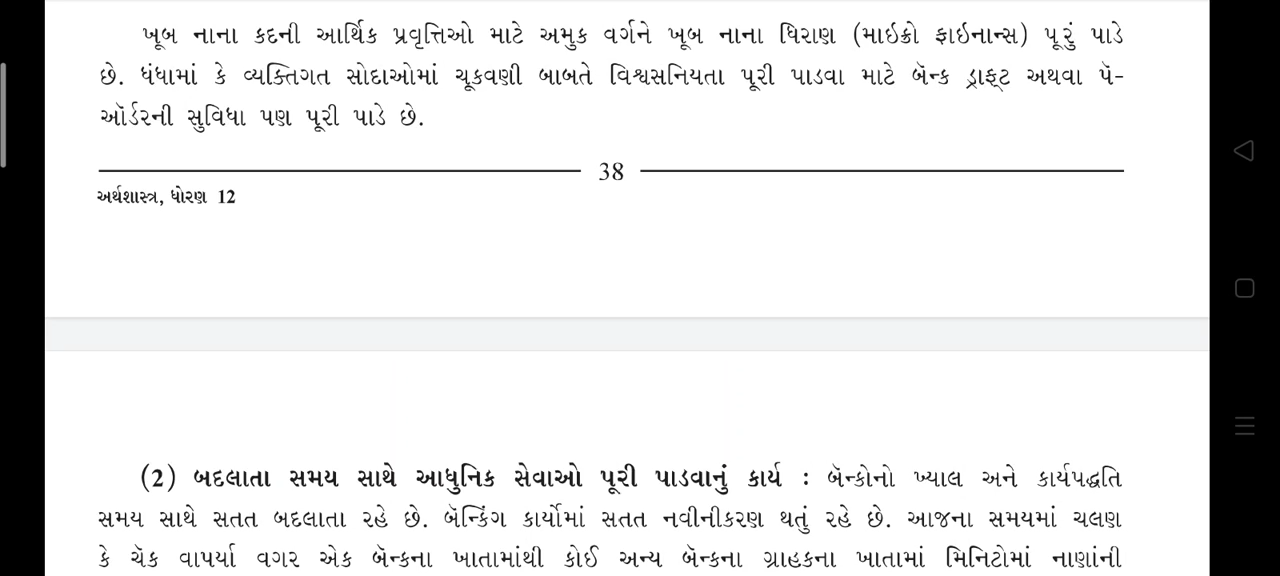 ખૂબ નાના કદની આર્થિક પ્રવૃત્તિઓ માટે અમુક વર્ગને ખૂબ નાના ધિરાણ (માઇક્રો ફાઇનાન્સ) પૂરું પાડે
છે. ધંધામાં કે વ્યક્તિગત સોદાઓમાં ચૂકવણી બાબતે વિશ્વસનિયતા પૂરી પાડવા માટે બૅન્ક ડ્રાફ્ટ અથવા પૅ-
ઑર્ડરની સુવિધા પણ પૂરી પાડે છે.
38
અર્થશાસ્ત્ર, ધોરણ 12
(2) બદલાતા સમય સાથે આધુનિક સેવાઓ પૂરી પાડવાનું કાર્ય : બૅન્કોનો ખ્યાલ અને કાર્યપદ્ધતિ
સમય સાથે સતત બદલાતા રહે છે. બૅન્કિંગ કાર્યોમાં સતત નવીનીકરણ થતું રહે છે. આજના સમયમાં ચલણ
કે ચૅક વાપર્યા વગર એક બૅન્કના ખાતામાંથી કોઈ અન્ય બૅન્કના ગ્રાહકના ખાતામાં મિનિટોમાં નાણાંની